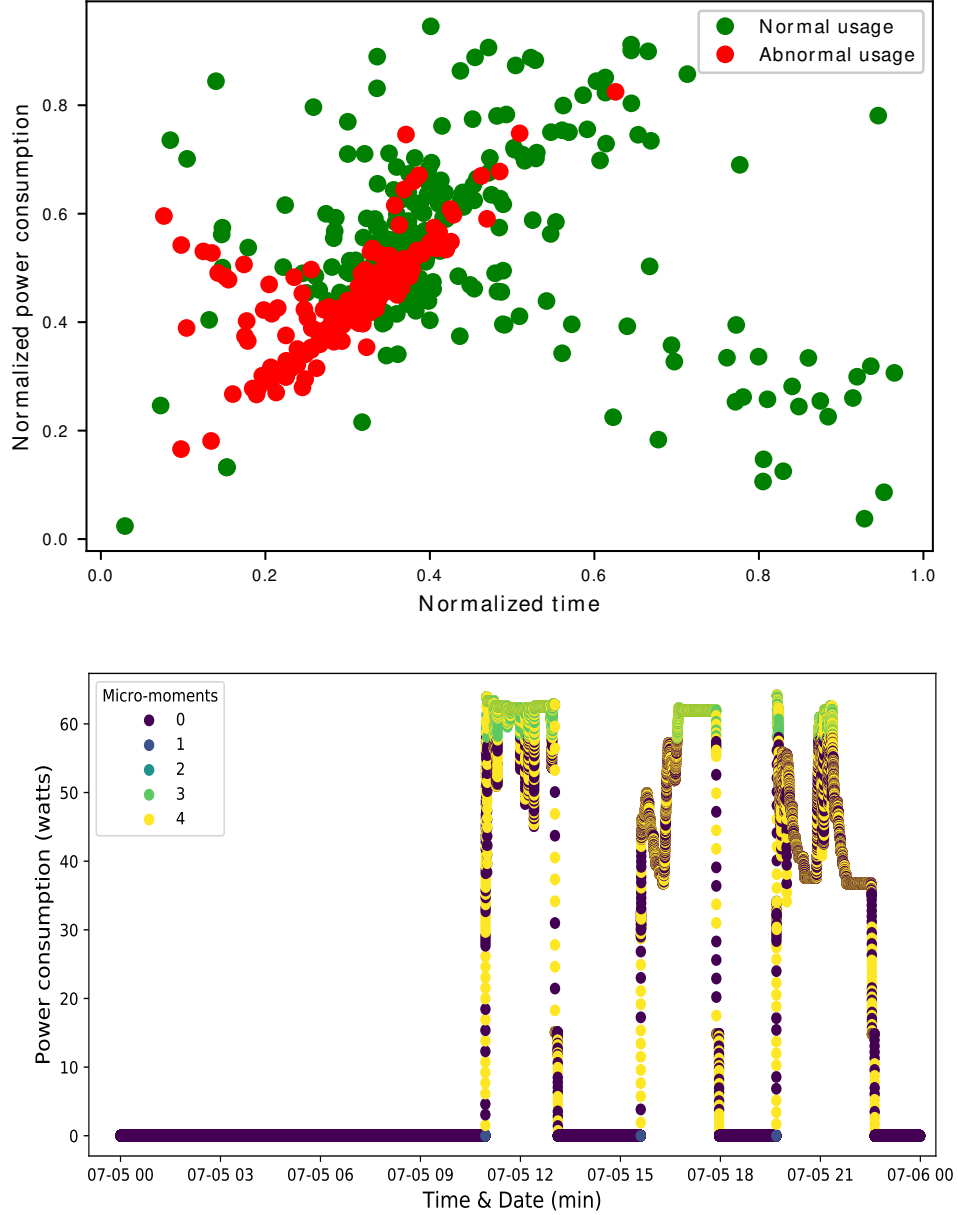 Normal usage
Abnormal usage
Normalized power consumption
0.8
0.6
0.4
0.2
0.0
0.0 0.2 0.4 0.6 0.8 1.0
Normalized time
Micro-moments
0
1
2
3
4
Power consumption (watts)
60
50
40
30
20
10
0
07-05 00 07-05 03 07-05 06 07-05 09 07-05 12 07-05 16 07-05 18 07-05 21 07-06 00
Time & Date (min)